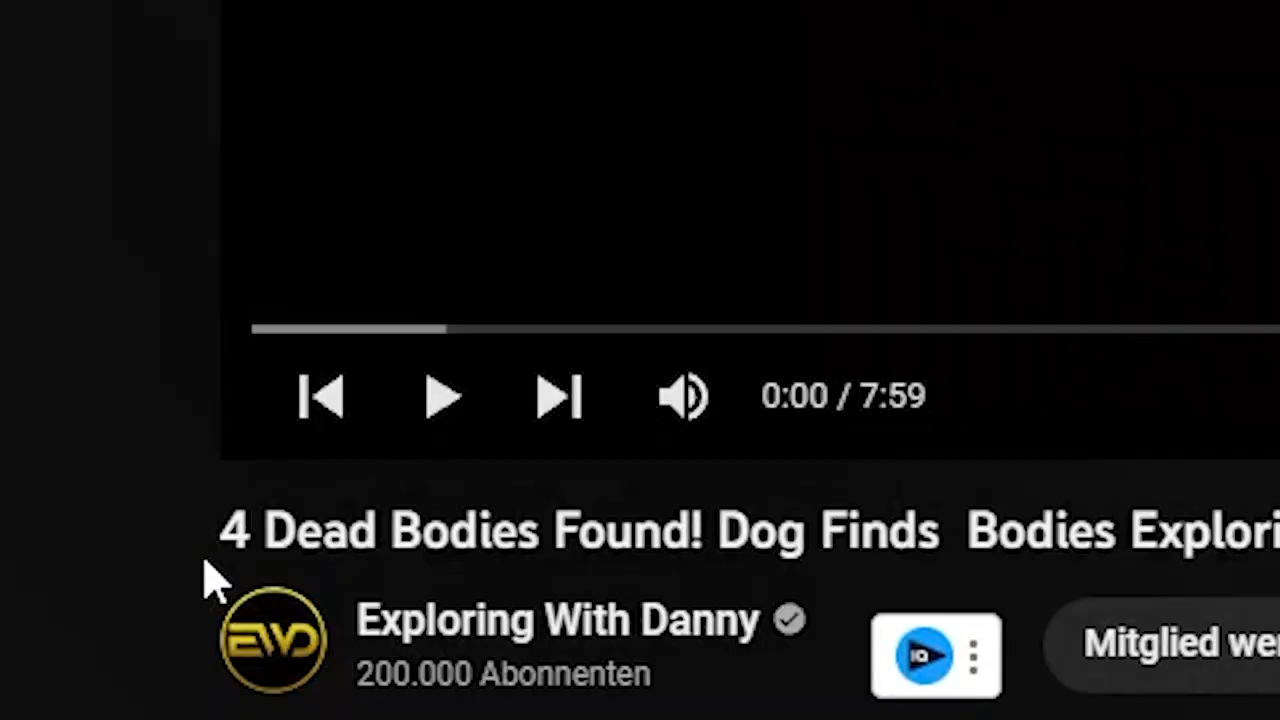 0:00 / 7:59
4 Dead Bodies Found! Dog Finds  Bodies Explori
EWD
Exploring With Danny
200.000 Abonnenten
IQ
Mitglied wer